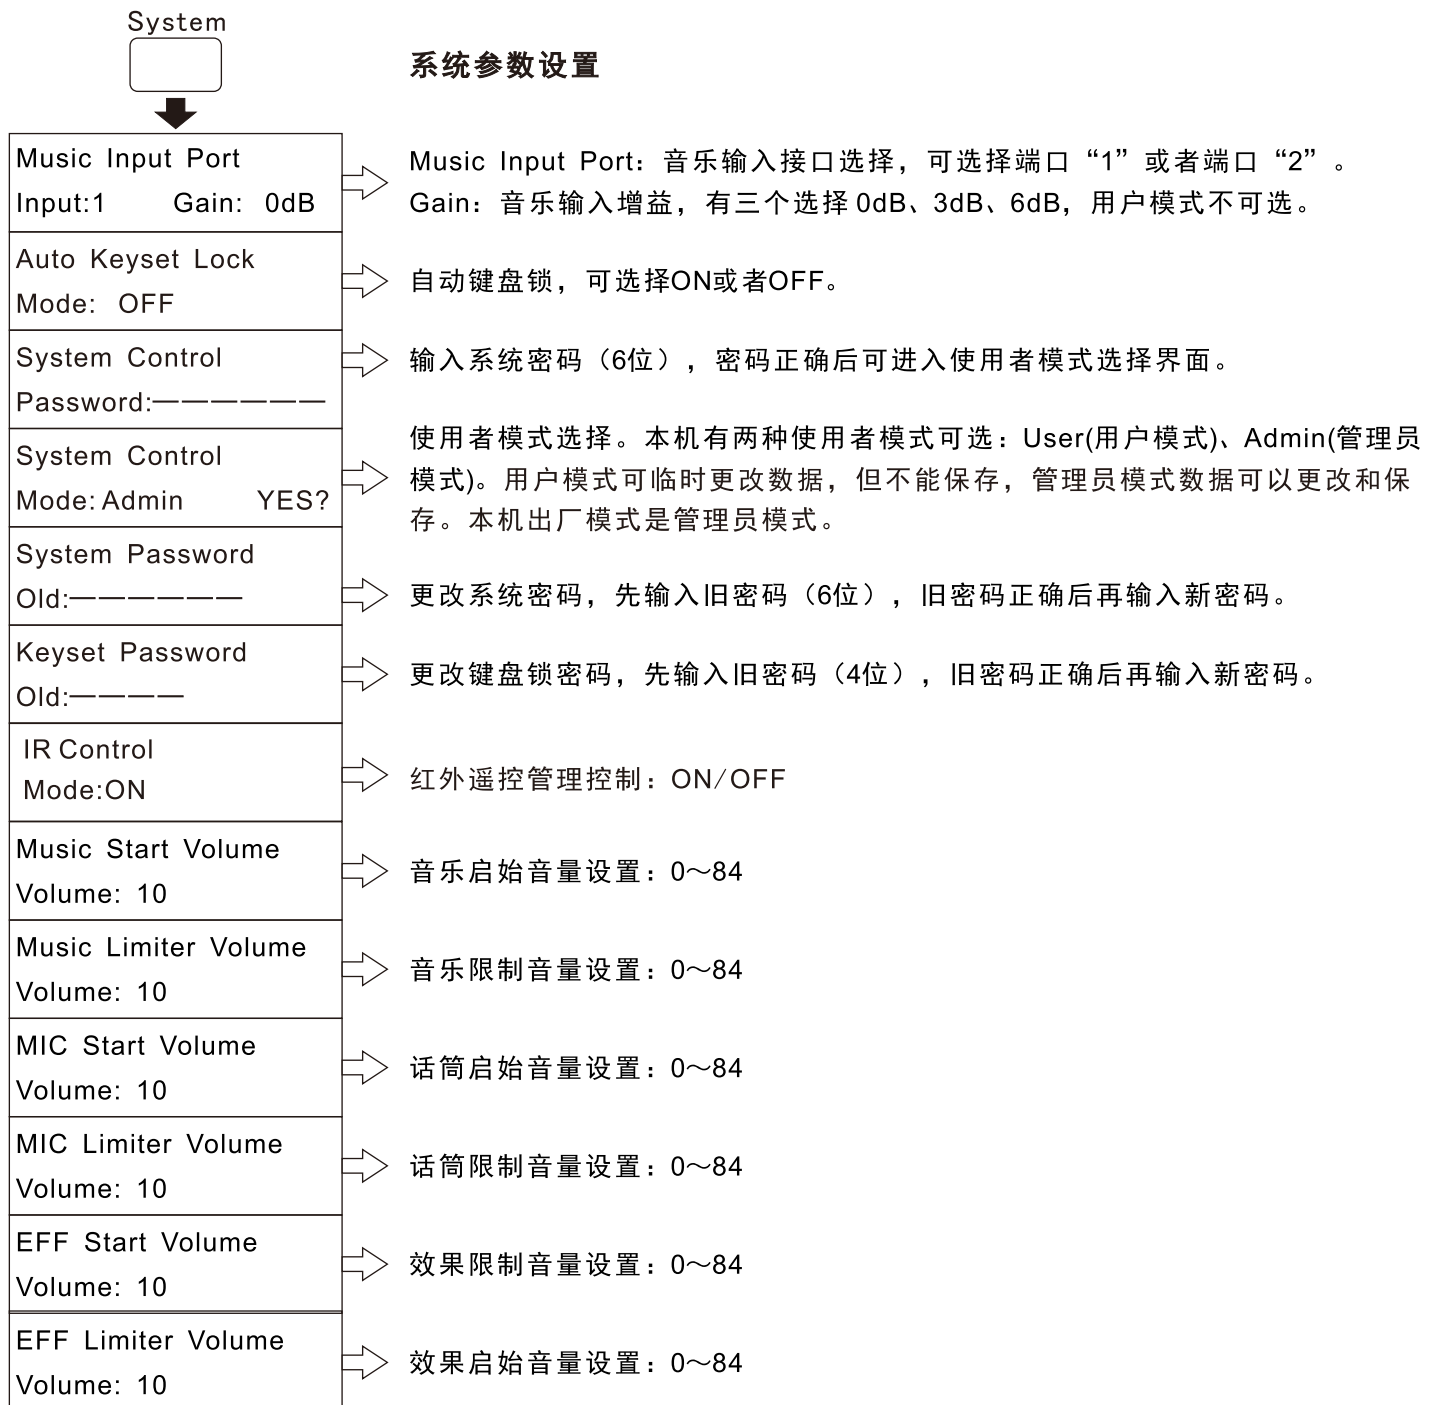 System
系统参数设置
Music Input Port
Input:1 Gain: 0dB
Music Input Port：音乐输入接口选择，可选择端口“1”或者端口“2”。
Gain：音乐输入增益，有三个选择 0dB、3dB、6dB，用户模式不可选。
Auto Keyset Lock
Mode: OFF
自动键盘锁，可选择ON或者OFF。
System Control
Password:——————
输入系统密码（6位），密码正确后可进入使用者模式选择界面。
System Control
Mode: Admin YES?
使用者模式选择。本机有两种使用者模式可选：User(用户模式)、Admin(管理员
模式)。用户模式可临时更改数据，但不能保存，管理员模式数据可以更改和保
存。本机出厂模式是管理员模式。
System Password
Old:——————
更改系统密码，先输入旧密码（6位），旧密码正确后再输入新密码。
Keyset Password
Old:————
更改键盘锁密码，先输入旧密码（4位），旧密码正确后再输入新密码。
IR Control
Mode:ON
红外遥控管理控制：ON/OFF
Music Start Volume
Volume: 10
音乐启始音量设置：0～84
Music Limiter Volume
Volume: 10
音乐限制音量设置：0～84
MIC Start Volume
Volume: 10
话筒启始音量设置：0～84
MIC Limiter Volume
Volume: 10
话筒限制音量设置：0～84
EFF Start Volume
Volume: 10
效果限制音量设置：0～84
EFF Limiter Volume
Volume: 10
效果启始音量设置：0～84